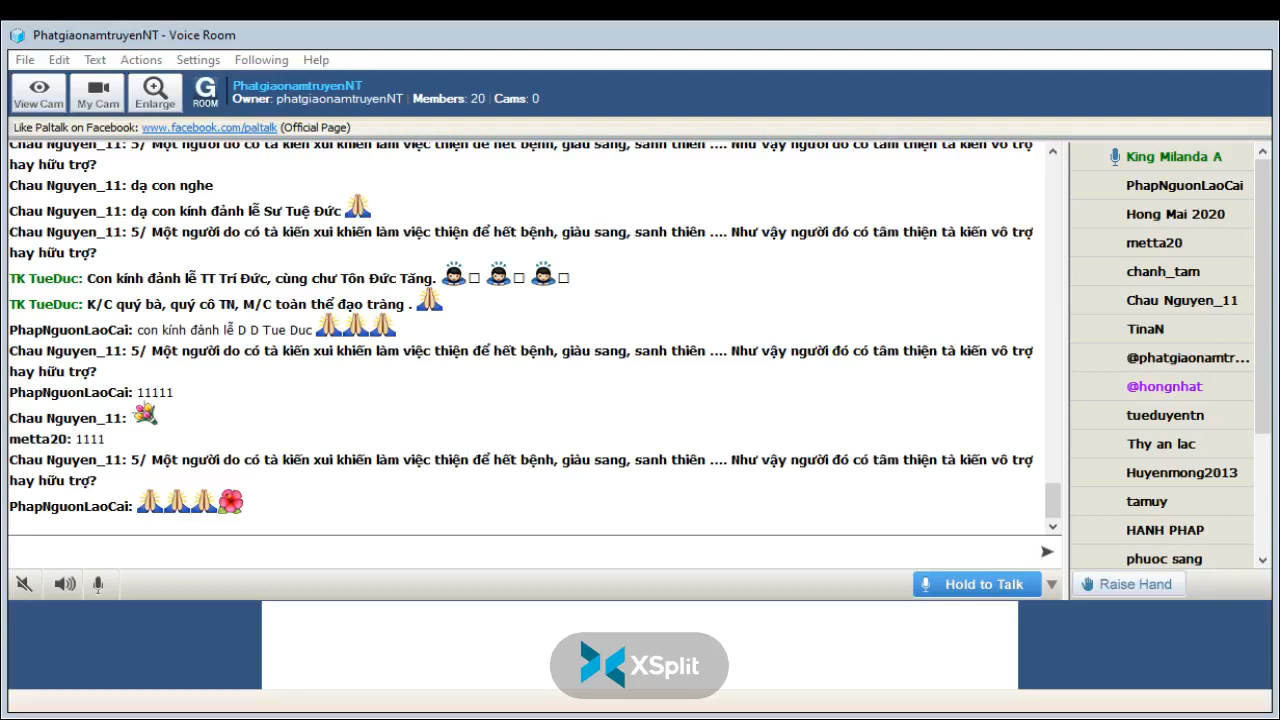 PhatgiaonamtruyenNT - Voice Room
File Edit Text Actions Settings Following Help
View Cam My Cam Enlarge G ROOM
PhatgiaonamtruyenNT
Owner: phatgiaonamtruyenNT | Members: 20 | Cams: 0
Like Paltalk on Facebook: www.facebook.com/paltalk (Official Page)
Chau Nguyen_11: 5/ Một người do có tà kiến xui khiến làm việc thiện để hết bệnh, giàu sang, sanh thiên .... Như vậy người đó có tâm thiện tà kiến vô trợ
hay hữu trợ?
Chau Nguyen_11: dạ con nghe
Chau Nguyen_11: dạ con kính đảnh lễ Sư Tuệ Đức
Chau Nguyen_11: 5/ Một người do có tà kiến xui khiến làm việc thiện để hết bệnh, giàu sang, sanh thiên .... Như vậy người đó có tâm thiện tà kiến vô trợ
hay hữu trợ?
TK TueDuc: Con kính đảnh lễ TT Trí Đức, cùng chư Tôn Đức Tăng.
TK TueDuc: K/C quý bà, quý cô TN, M/C toàn thể đạo tràng .
PhapNguonLaoCai: con kính đảnh lễ D D Tue Duc
Chau Nguyen_11: 5/ Một người do có tà kiến xui khiến làm việc thiện để hết bệnh, giàu sang, sanh thiên .... Như vậy người đó có tâm thiện tà kiến vô trợ
hay hữu trợ?
PhapNguonLaoCai: 11111
Chau Nguyen_11:
metta20: 1111
Chau Nguyen_11: 5/ Một người do có tà kiến xui khiến làm việc thiện để hết bệnh, giàu sang, sanh thiên .... Như vậy người đó có tâm thiện tà kiến vô trợ
hay hữu trợ?
PhapNguonLaoCai:
King Milanda A
PhapNguonLaoCai
Hong Mai 2020
metta20
chanh_tam
Chau Nguyen_11
TinaN
@phatgiaonamtr...
@hongnhat
tueduyentn
Thy an lac
Huyenmong2013
tamuy
HANH PHAP
phuoc sang
Hold to Talk
Raise Hand
XSplit